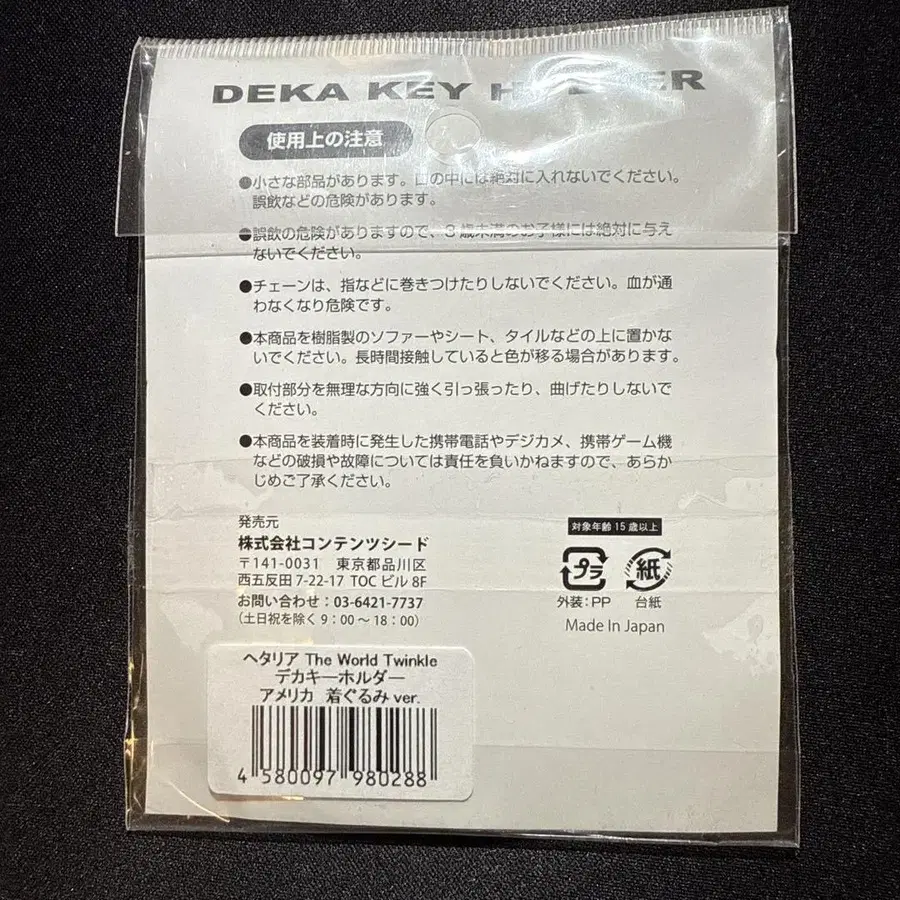 DEKA KEY HOLDER
使用上の注意
●小さな部品があります。口の中には絶対に入れないでください。
誤飲などの危険があります。
●誤飲の危険がありますので、3歳未満のお子様には絶対に与え
ないでください。
●チェーンは、指などに巻きつけたりしないでください。血が通
わなくなり危険です。
●本商品を樹脂製のソファーやシート、タイルなどの上に置かな
いでください。長時間接触していると色が移る場合があります。
●取付部分を無理な方向に強く引っ張ったり、曲げたりしないで
ください。
●本商品を装着時に発生した携帯電話やデジカメ、携帯ゲーム機
などの破損や故障については責任を負いかねますので、あらか
じめご了承ください。
発売元
株式会社コンテンツシード
〒141-0031 東京都品川区
西五反田 7-22-17 TOC ビル 8F
お問い合わせ：03-6421-7737
(土日祝を除く 9：00～18：00)
対象年齢 15 歳以上
プラ 紙
外装：PP 台紙
Made In Japan
ヘタリア The World Twinkle
デカキーホルダー
アメリカ 着ぐるみ ver.
4 580097 980288